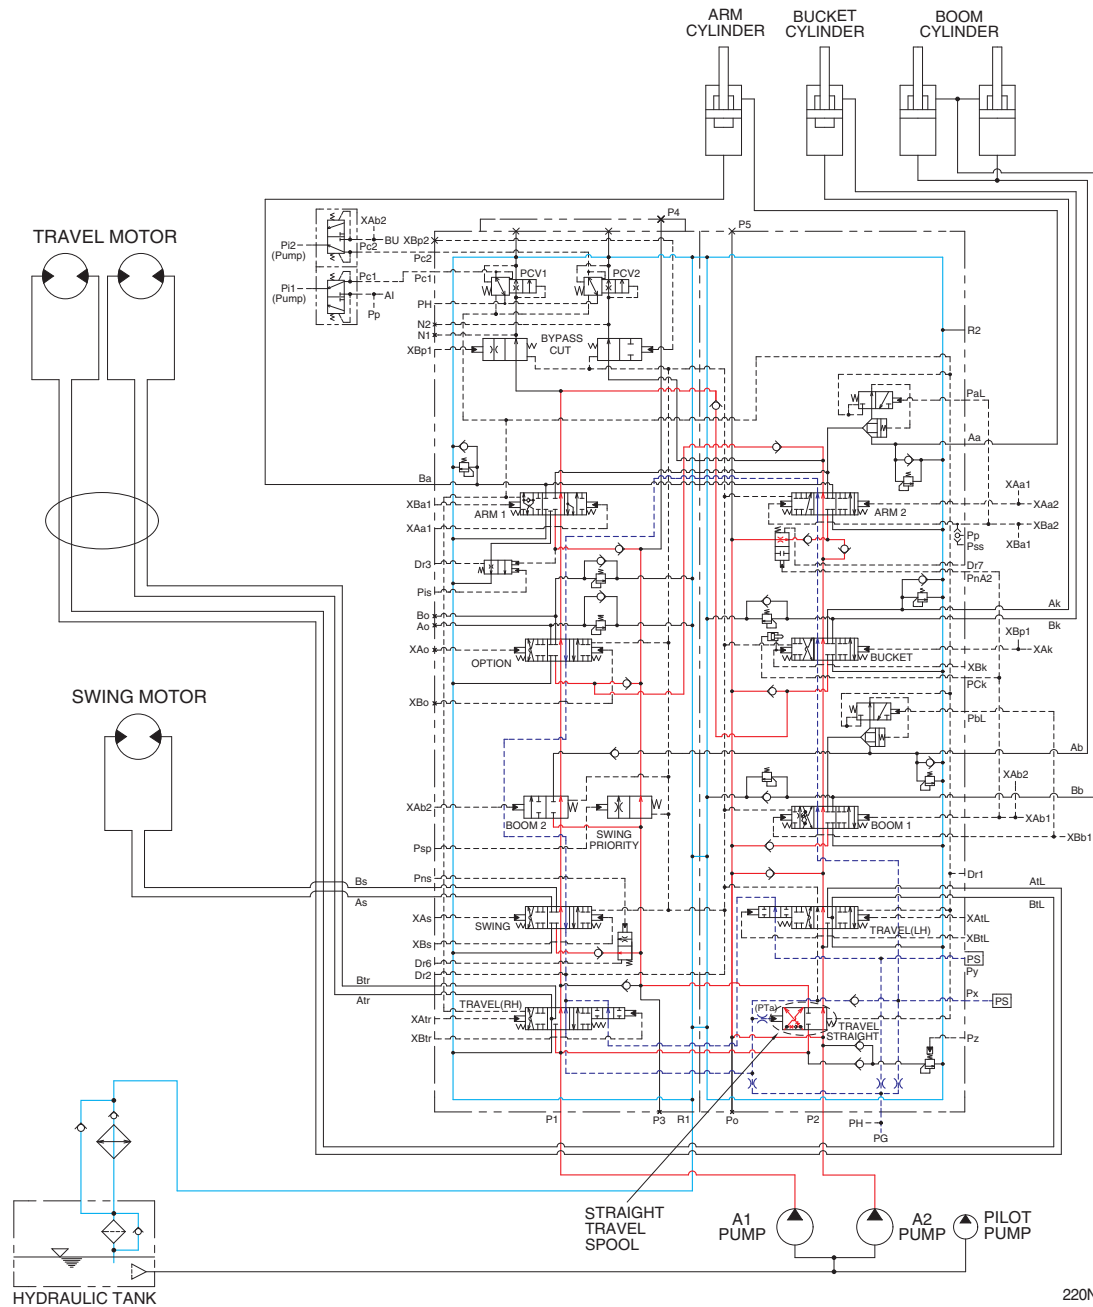 ARM
CYLINDER
BUCKET
CYLINDER
BOOM
CYLINDER
P4
P5
XAb2
BU
XBp2
Pi2
(Pump)
Pc2
Pc2
TRAVEL MOTOR
Pc1
Pc1
PCV1
PCV2
Pi1
(Pump)
AI
Pp
PH
N2
N1
XBp1
BYPASS
CUT
R2
PaL
Aa
Ba
XBa1
XAa1
ARM 1
ARM 2
XAa1
XAa2
XBa2
XBa1
Pp
Pss
Dr3
Pis
Dr7
PnA2
Bo
Ao
Ak
Bk
XAo
OPTION
BUCKET
XBp1
XAk
XBk
PCk
XBo
PbL
SWING MOTOR
Ab
XAb2
Bb
XAb2
BOOM 2
SWING
PRIORITY
BOOM 1
XAb1
XBb1
Psp
Pns
Dr1
Bs
As
AtL
BtL
XAs
SWING
TRAVEL(LH)
XAtL
XBtL
XBs
Dr6
Dr2
PS
Py
Btr
Atr
TRAVEL(RH)
(PTa)
Px
PS
XAtr
XBtr
TRAVEL
STRAIGHT
Pz
P1
P3
R1
Po
P2
PH
PG
STRAIGHT
TRAVEL
SPOOL
A1
PUMP
A2
PUMP
PILOT
PUMP
HYDRAULIC TANK
220N